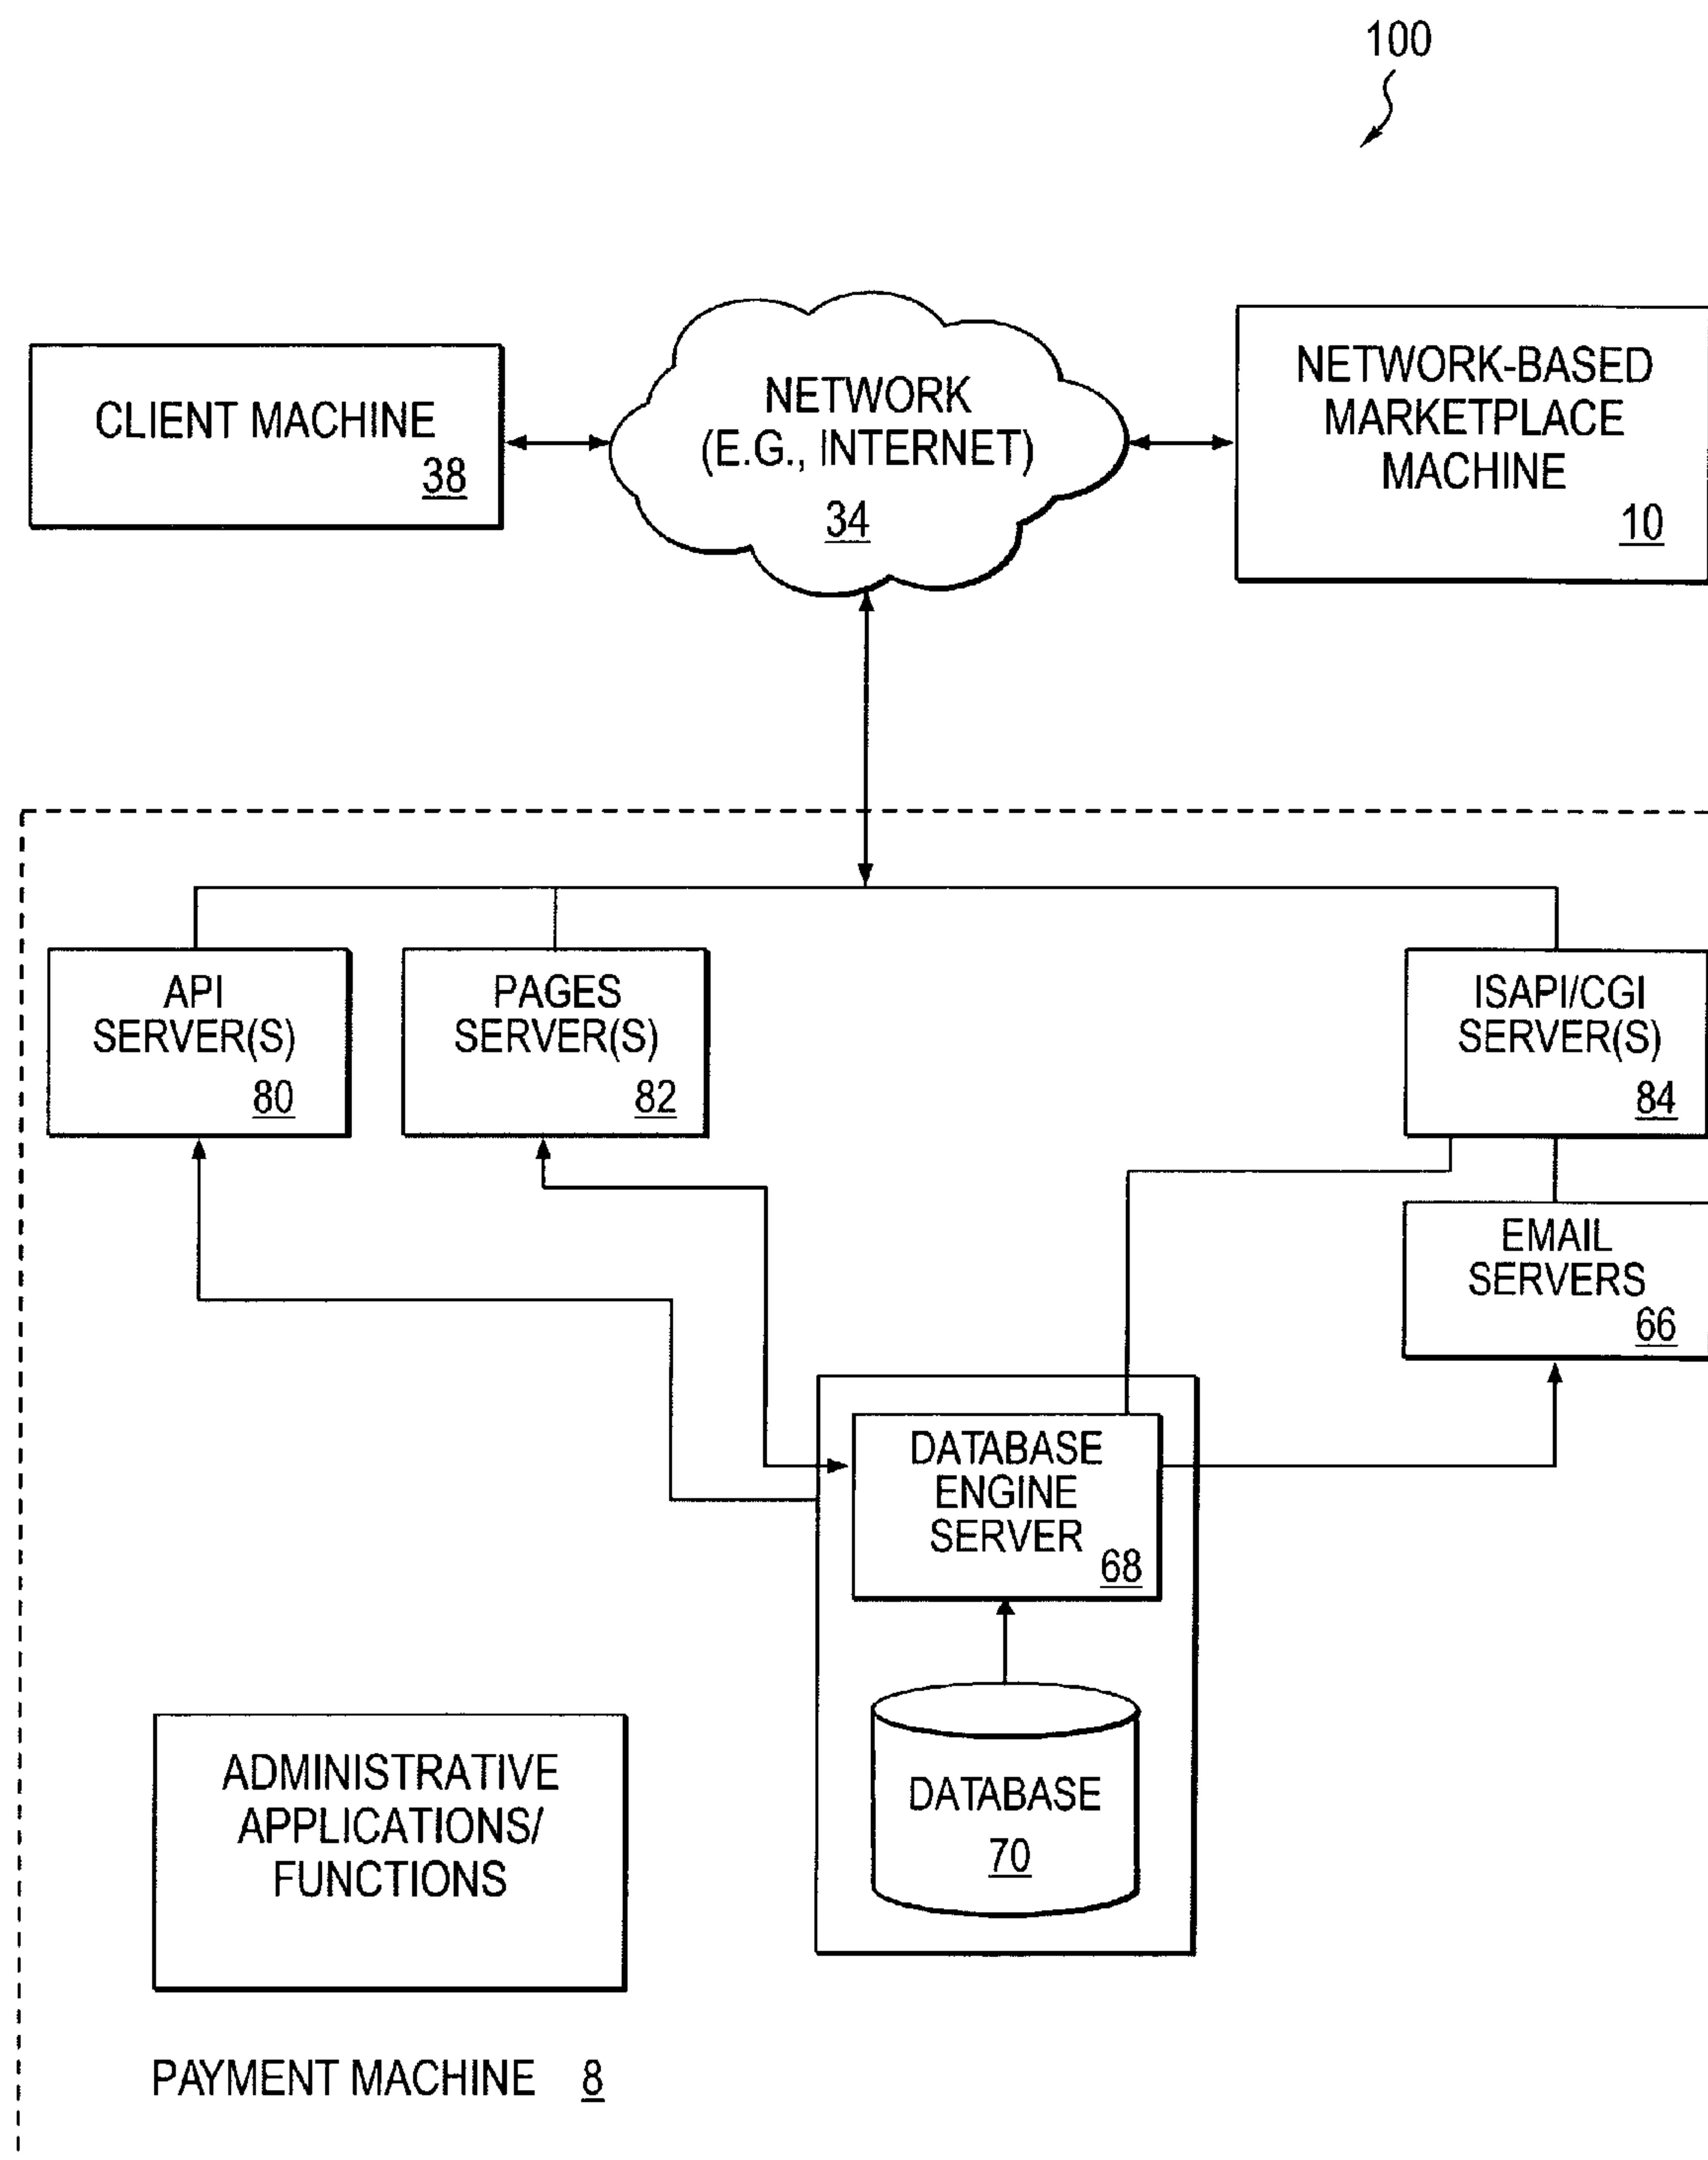 100
CLIENT MACHINE
38
NETWORK
(E.G., INTERNET)
34
NETWORK-BASED
MARKETPLACE
MACHINE
10
API
SERVER(S)
80
PAGES
SERVER(S)
82
ISAPI/CGI
SERVER(S)
84
EMAIL
SERVERS
66
DATABASE
ENGINE
SERVER
68
DATABASE
70
ADMINISTRATIVE
APPLICATIONS/
FUNCTIONS
PAYMENT MACHINE 8